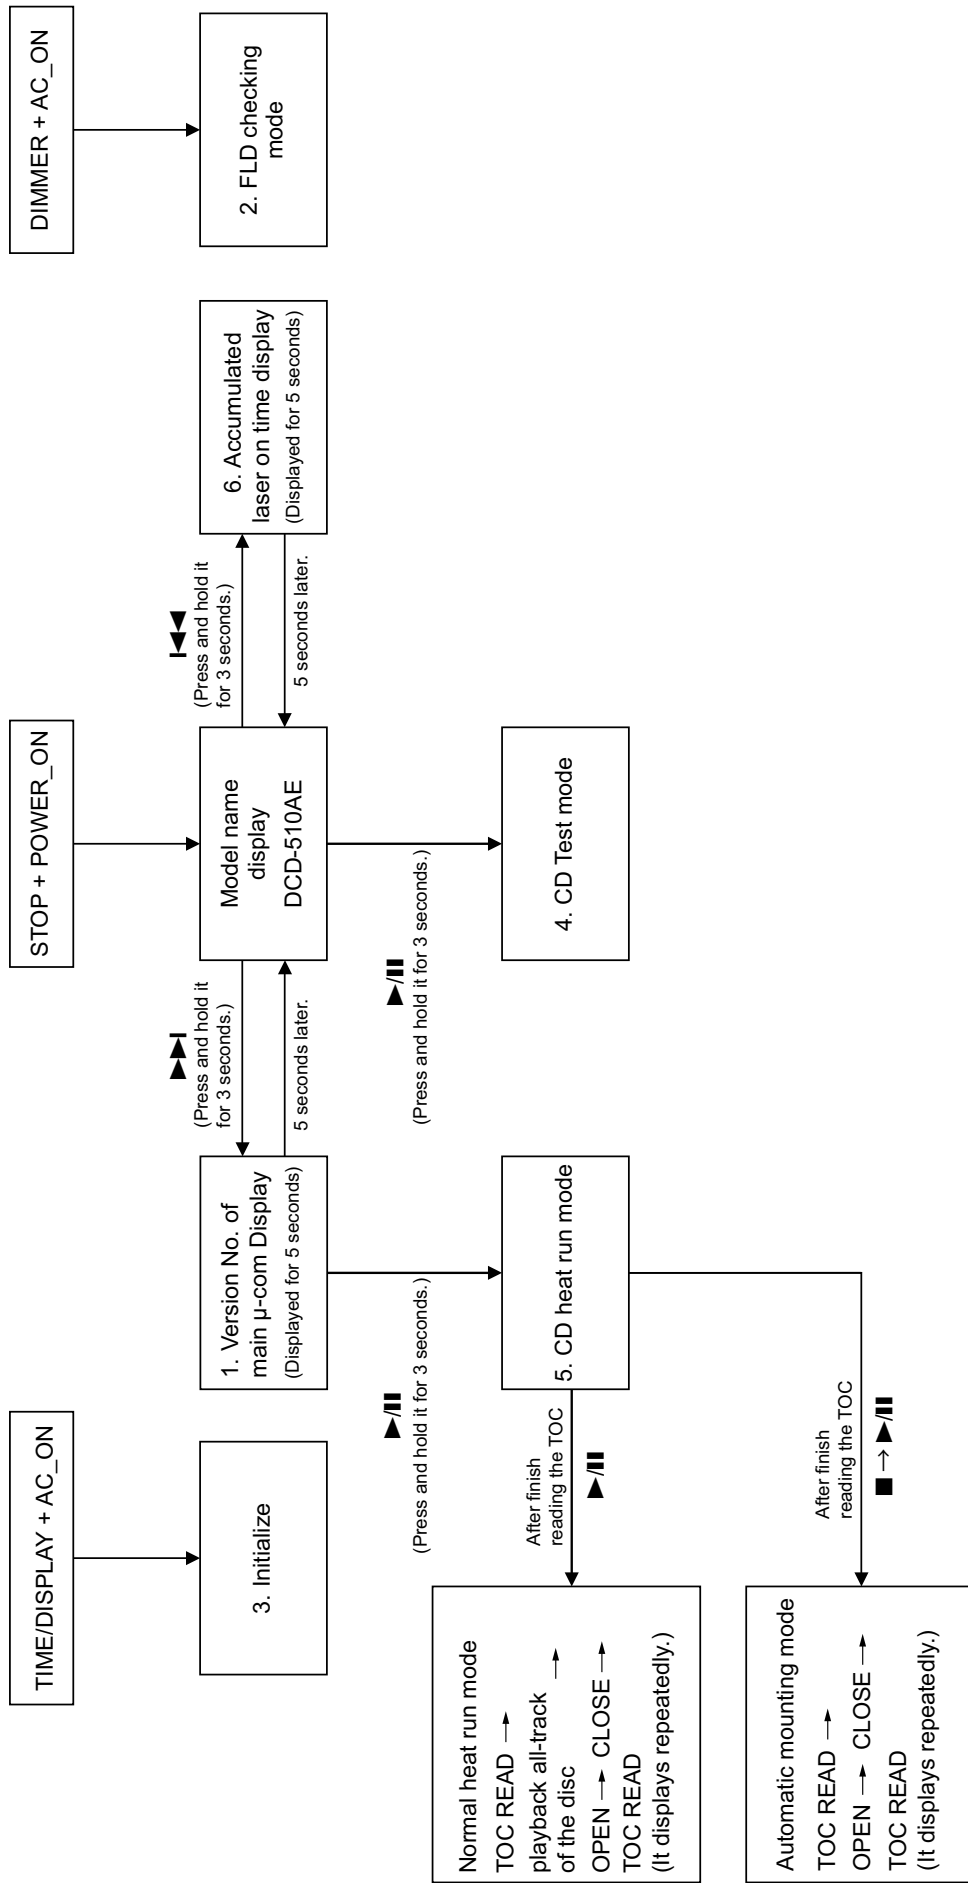 TIME/DISPLAY + AC_ON
STOP + POWER_ON
DIMMER + AC_ON
3. Initialize
1. Version No. of
main µ-com Display
(Displayed for 5 seconds)
▶▶I
(Press and hold it
for 3 seconds.)
5 seconds later.
Model name
display
DCD-510AE
I◀◀
(Press and hold it
for 3 seconds.)
5 seconds later.
6. Accumulated
laser on time display
(Displayed for 5 seconds)
2. FLD checking
mode
▶/II
(Press and hold it for 3 seconds.)
▶/II
(Press and hold it for 3 seconds.)
5. CD heat run mode
4. CD Test mode
After finish
reading the TOC
▶/II
Normal heat run mode
TOC READ →
playback all-track →
of the disc
OPEN → CLOSE →
TOC READ
(It displays repeatedly.)
After finish
reading the TOC
■ → ▶/II
Automatic mounting mode
TOC READ →
OPEN → CLOSE →
TOC READ
(It displays repeatedly.)